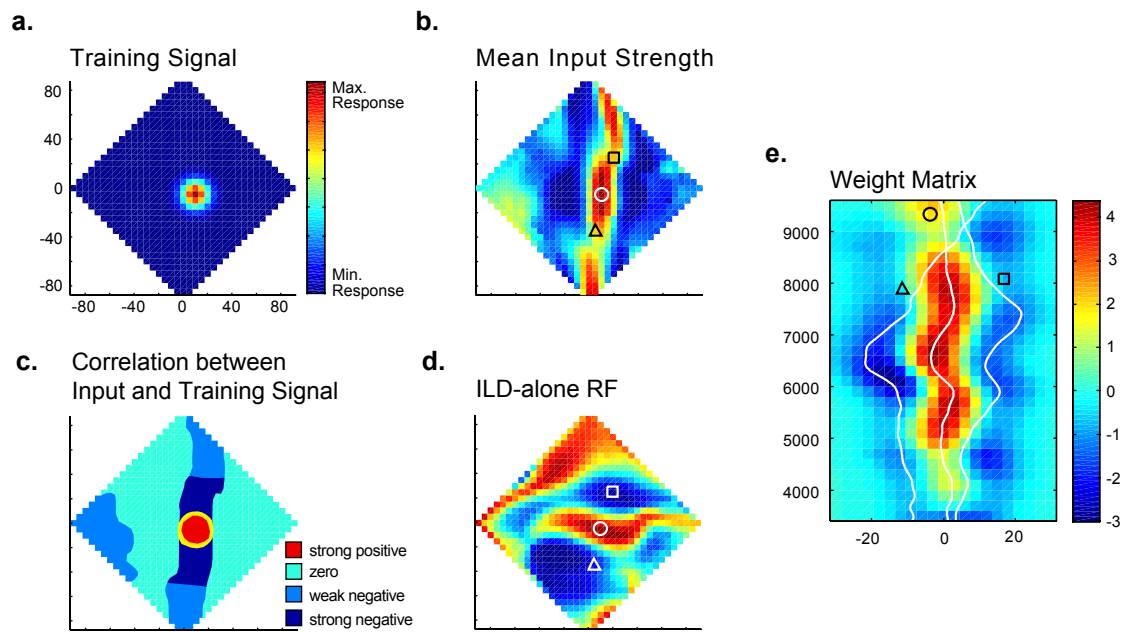 a.
Training Signal
80
40
0
-40
-80
-80
-40
0
40
80
Max.
Response
Min.
Response
b.
Mean Input Strength
c.
Correlation between
Input and Training Signal
strong positive
zero
weak negative
strong negative
d.
ILD-alone RF
e.
Weight Matrix
9000
8000
7000
6000
5000
4000
-20
0
20
4
3
2
1
0
-1
-2
-3